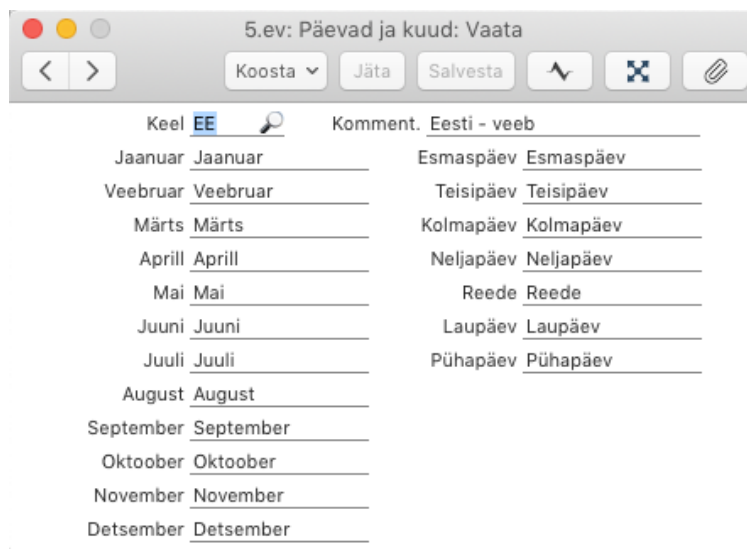 5.ev: Päevad ja kuud: Vaata
Koosta Jäta Salvesta
Keel EE Komment. Eesti - veeb
Jaanuar Jaanuar Esmaspäev Esmaspäev
Veebruar Veebruar Teisipäev Teisipäev
Märts Märts Kolmapäev Kolmapäev
Aprill Aprill Neljapäev Neljapäev
Mai Mai Reede Reede
Juuni Juuni Laupäev Laupäev
Juuli Juuli Pühapäev Pühapäev
August August
September September
Oktoober Oktoober
November November
Detsember Detsember